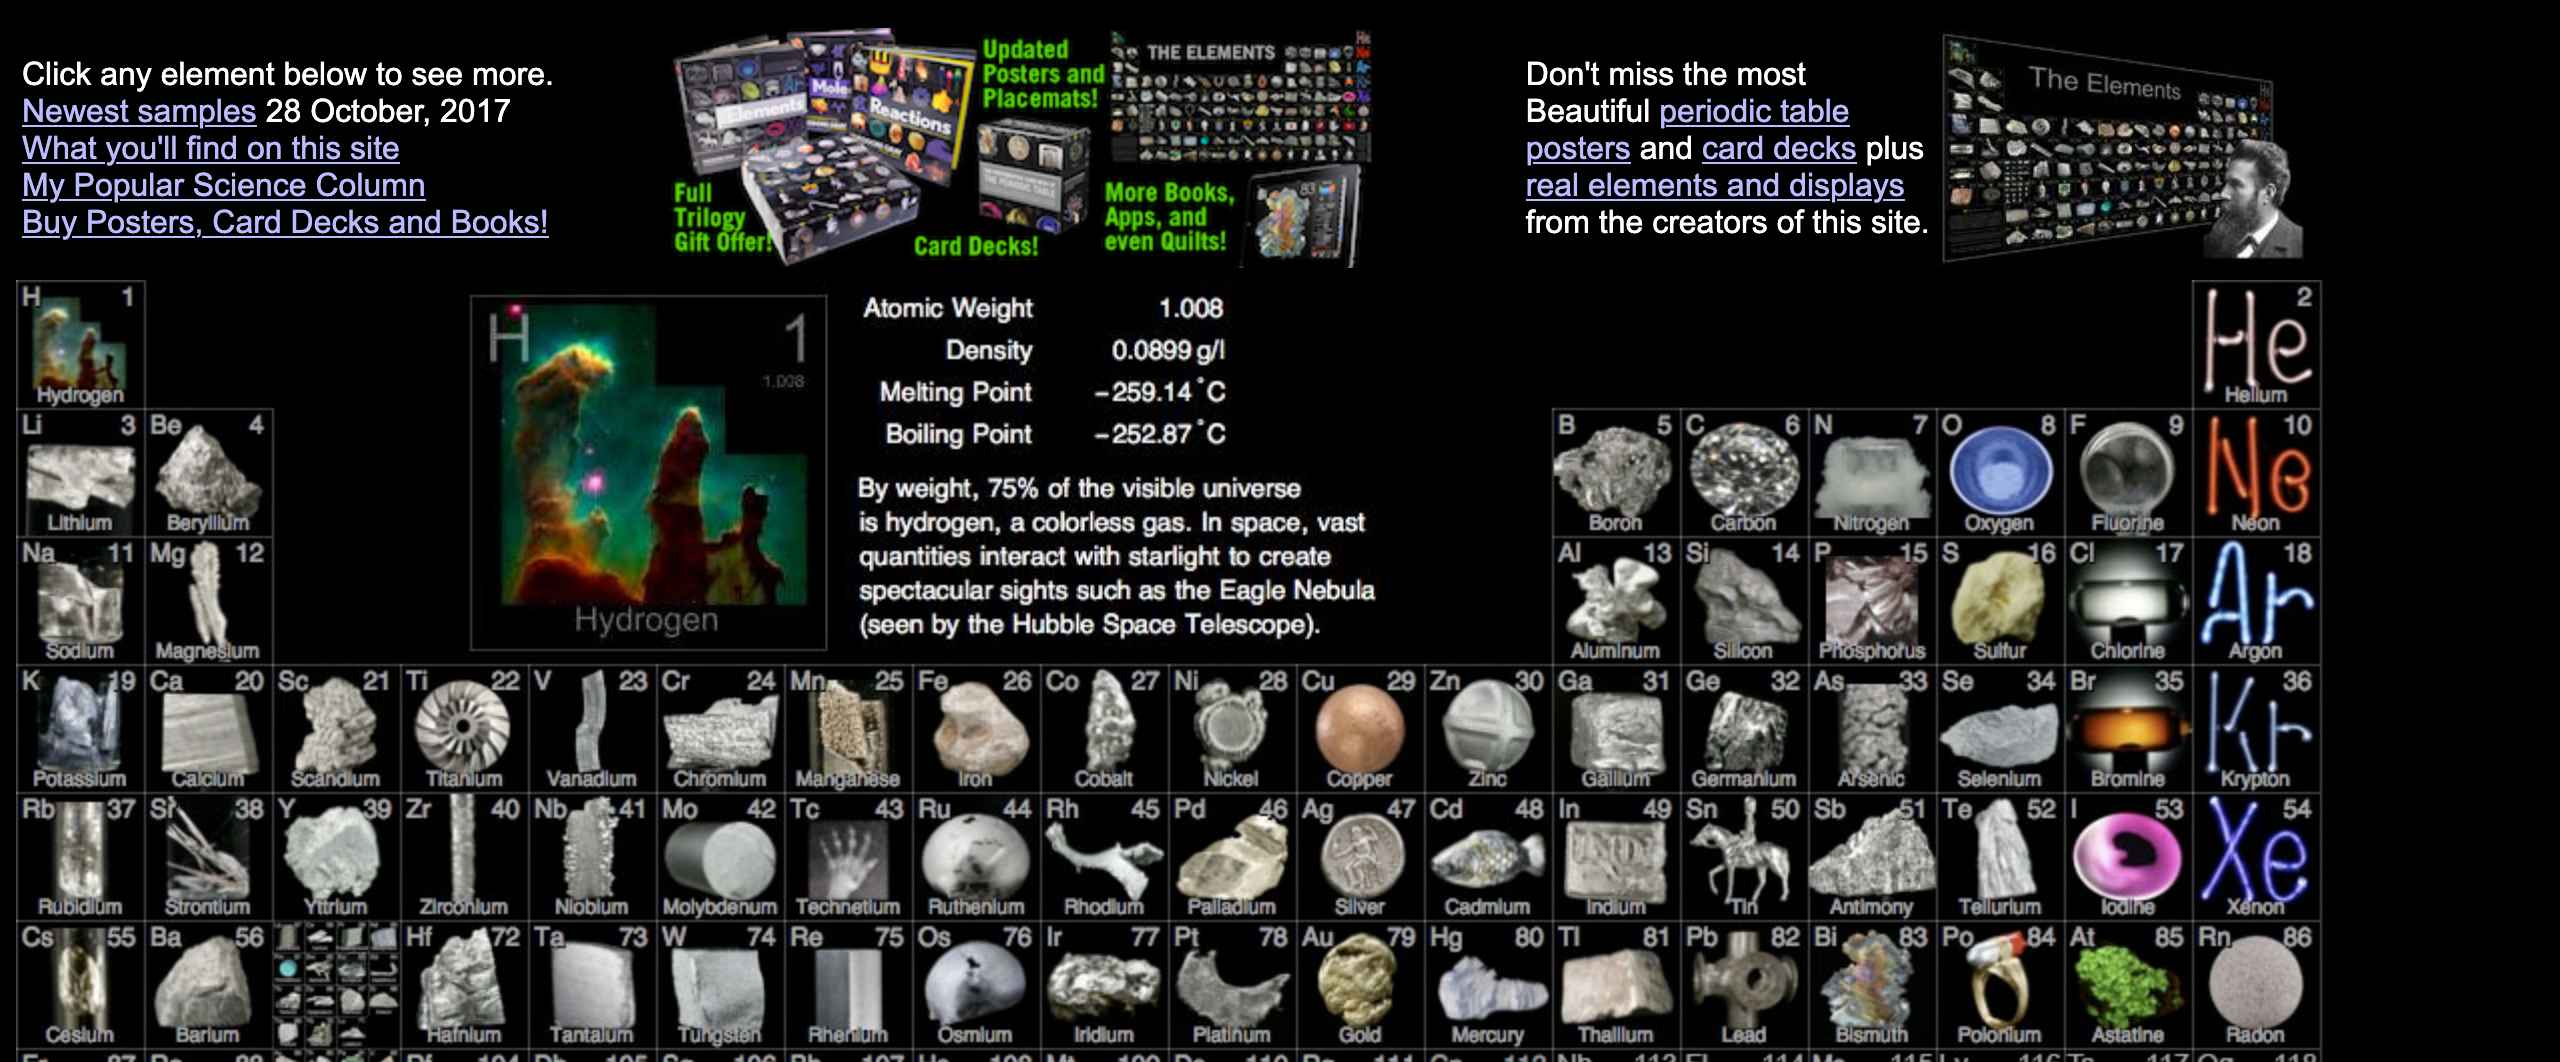 Click any element below to see more.
Newest samples 28 October, 2017
What you'll find on this site
My Popular Science Column
Buy Posters, Card Decks and Books!
Elements
Mole
Reactions
Full
Trilogy
Gift Offer!
Updated
Posters and
Placemats!
Card Decks!
THE ELEMENTS
More Books,
Apps, and
even Quilts!
83
Don't miss the most
Beautiful periodic table
posters and card decks plus
real elements and displays
from the creators of this site.
The Elements
H 1
Hydrogen
H 1
1.008
Hydrogen
Atomic Weight 1.008
Density 0.0899 g/l
Melting Point -259.14 °C
Boiling Point -252.87 °C
By weight, 75% of the visible universe
is hydrogen, a colorless gas. In space, vast
quantities interact with starlight to create
spectacular sights such as the Eagle Nebula
(seen by the Hubble Space Telescope).
He 2
Helium
Li 3 Be 4 B 5 C 6 N 7 O 8 F 9 Ne 10
Lithium Beryllium Boron Carbon Nitrogen Oxygen Fluorine Neon
Na 11 Mg 12 Al 13 Si 14 P 15 S 16 Cl 17 Ar 18
Sodium Magnesium Aluminum Silicon Phosphorus Sulfur Chlorine Argon
K 19 Ca 20 Sc 21 Ti 22 V 23 Cr 24 Mn 25 Fe 26 Co 27 Ni 28 Cu 29 Zn 30 Ga 31 Ge 32 As 33 Se 34 Br 35 Kr 36
Potassium Calcium Scandium Titanium Vanadium Chromium Manganese Iron Cobalt Nickel Copper Zinc Gallium Germanium Arsenic Selenium Bromine Krypton
Rb 37 Sr 38 Y 39 Zr 40 Nb 41 Mo 42 Tc 43 Ru 44 Rh 45 Pd 46 Ag 47 Cd 48 In 49 Sn 50 Sb 51 Te 52 I 53 Xe 54
Rubidium Strontium Yttrium Zirconium Niobium Molybdenum Technetium Ruthenium Rhodium Palladium Silver Cadmium Indium Tin Antimony Tellurium Iodine Xenon
Cs 55 Ba 56 Hf 72 Ta 73 W 74 Re 75 Os 76 Ir 77 Pt 78 Au 79 Hg 80 Tl 81 Pb 82 Bi 83 Po 84 At 85 Rn 86
Cesium Barium Hafnium Tantalum Tungsten Rhenium Osmium Iridium Platinum Gold Mercury Thallium Lead Bismuth Polonium Astatine Radon